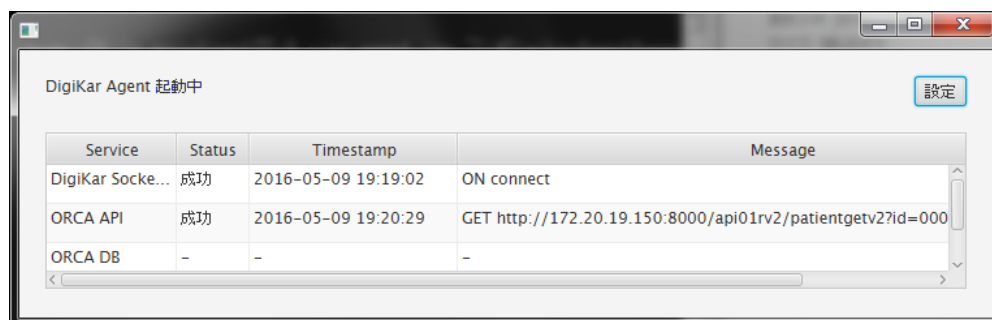 DigiKar Agent 起動中
設定
Service Status Timestamp Message
DigiKar Socke... 成功 2016-05-09 19:19:02 ON connect
ORCA API 成功 2016-05-09 19:20:29 GET http://172.20.19.150:8000/api01rv2/patientgetv2?id=000
ORCA DB - - -